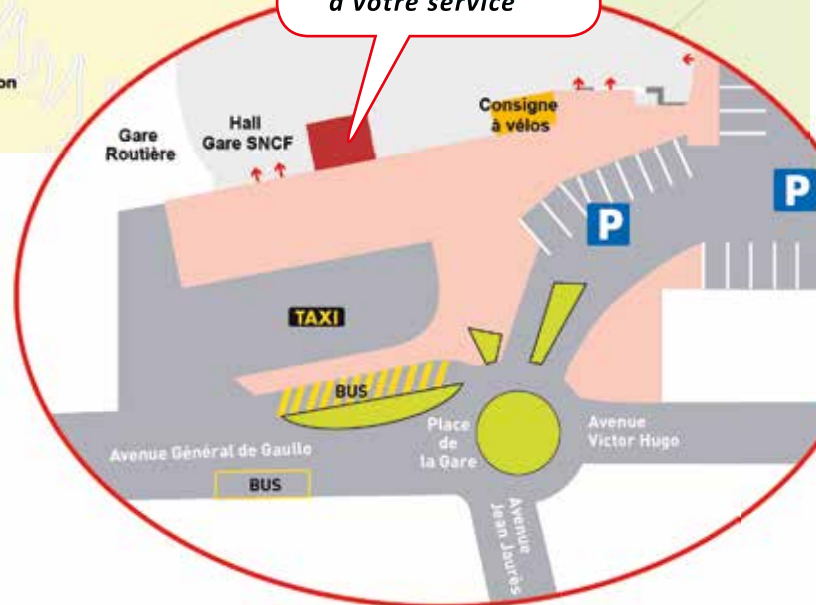 à votre service
on
Gare
Routière
Hall
Gare SNCF
Consigne
à vélos
P
P
TAXI
BUS
Avenue Général de Gaulle
BUS
Place
de
la Gare
Avenue
Victor Hugo
Avenue
Jean Jaurès